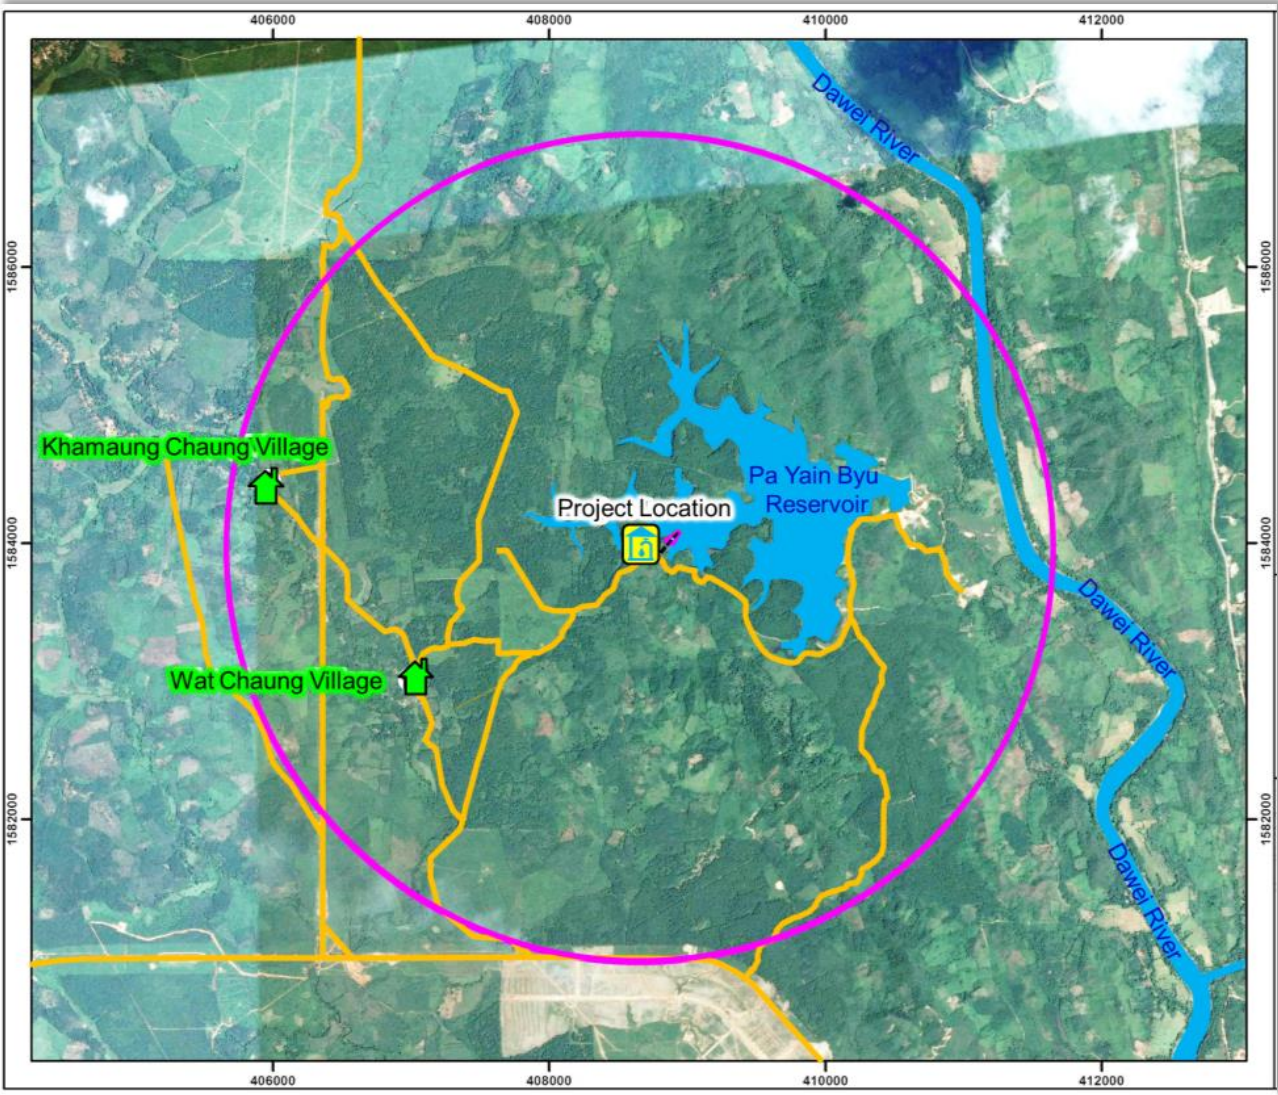 406000
408000
410000
412000
Dawei River
1586000
1586000
Khamaung Chaung Village
Pa Yain Byu
Reservoir
Project Location
1584000
1584000
Dawei River
Wat Chaung Village
1582000
1582000
Dawei River
406000
408000
410000
412000